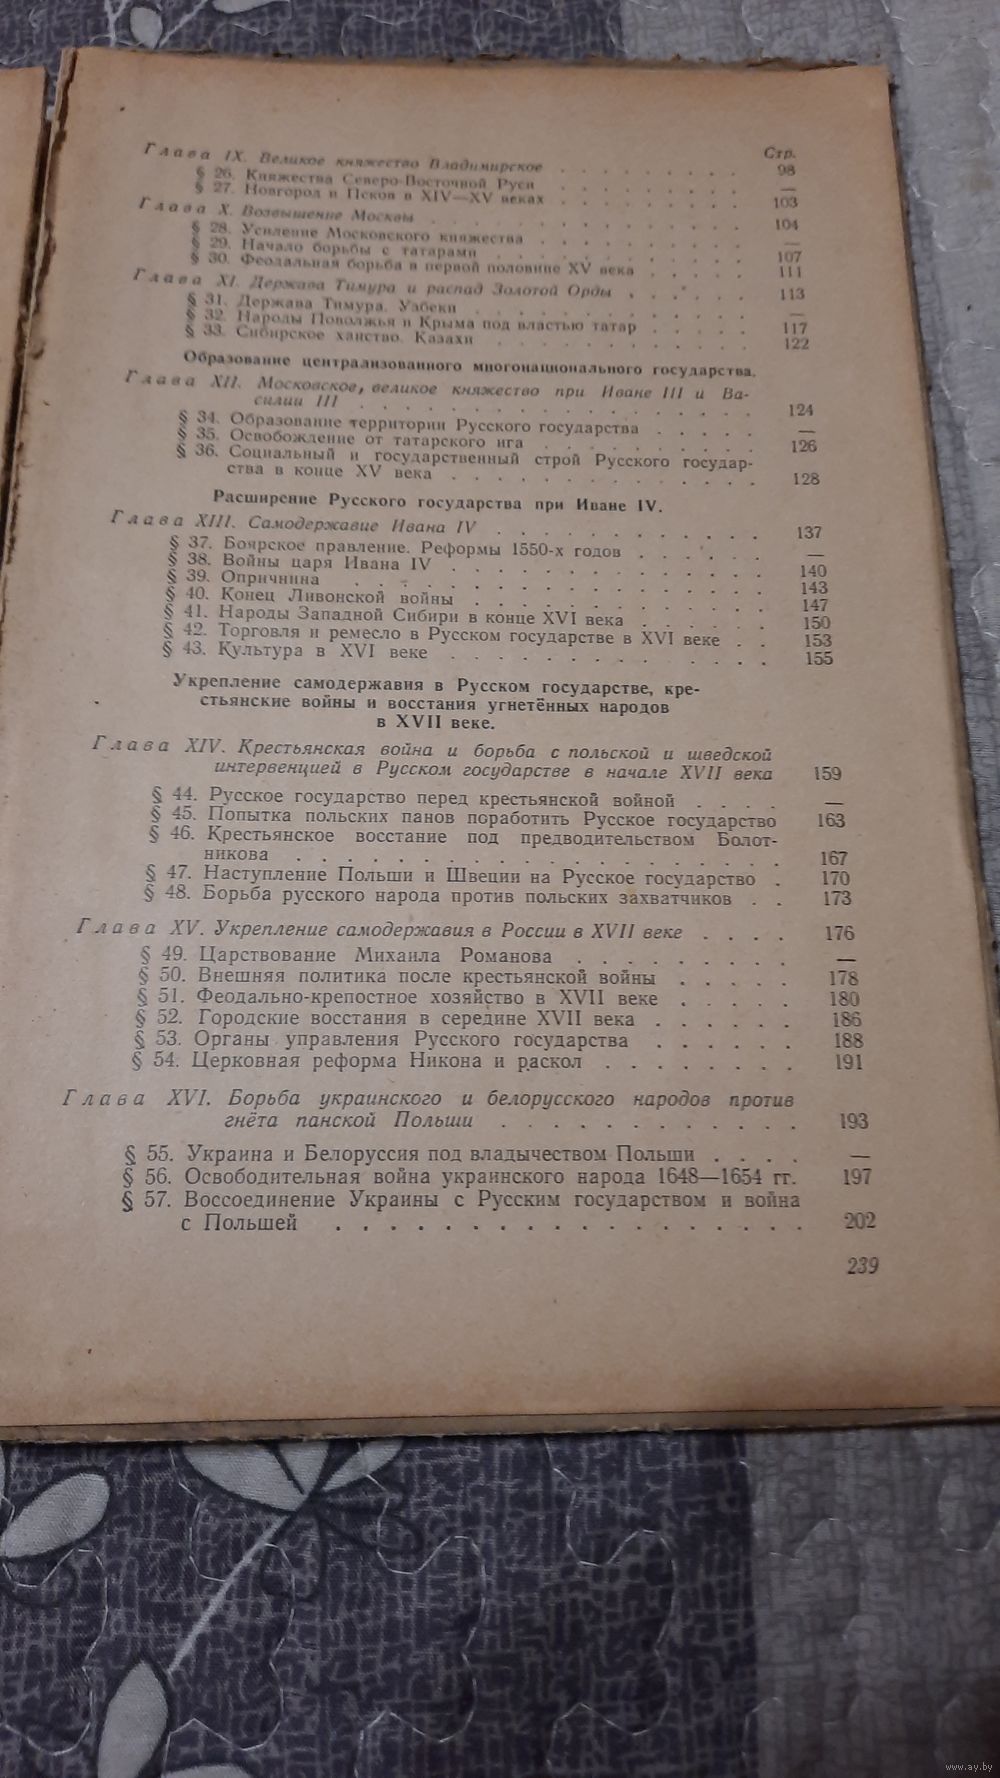 Стр.
Глава IX. Великое княжество Владимирское . . . . . . . . 98
§ 26. Княжества Северо-Восточной Руси . . . . . . . . —
§ 27. Новгород и Псков в XIV—XV веках . . . . . . . . 103
Глава X. Возвышение Москвы . . . . . . . . . . . . 104
§ 28. Усиление Московского княжества . . . . . . . . —
§ 29. Начало борьбы с татарами . . . . . . . . . . 107
§ 30. Феодальная борьба в первой половине XV века . . . . . 111
Глава XI. Держава Тимура и распад Золотой Орды . . . . . 113
§ 31. Держава Тимура. Узбеки . . . . . . . . . . . —
§ 32. Народы Поволжья и Крыма под властью татар . . . . . 117
§ 33. Сибирское ханство. Казахи . . . . . . . . . . 122
Образование централизованного многонационального государства.
Глава XII. Московское, великое княжество при Иване III и Ва-
силии III . . . . . . . . . . . . . . . 124
§ 34. Образование территории Русского государства . . . . . —
§ 35. Освобождение от татарского ига . . . . . . . . 126
§ 36. Социальный и государственный строй Русского государ-
ства в конце XV века . . . . . . . . . . . . 128
Расширение Русского государства при Иване IV.
Глава XIII. Самодержавие Ивана IV . . . . . . . . . . 137
§ 37. Боярское правление. Реформы 1550-х годов . . . . . . —
§ 38. Войны царя Ивана IV . . . . . . . . . . . . 140
§ 39. Опричнина . . . . . . . . . . . . . . . 143
§ 40. Конец Ливонской войны . . . . . . . . . . . 147
§ 41. Народы Западной Сибири в конце XVI века . . . . . . 150
§ 42. Торговля и ремесло в Русском государстве в XVI веке . . 153
§ 43. Культура в XVI веке . . . . . . . . . . . . 155
Укрепление самодержавия в Русском государстве, кре-
стьянские войны и восстания угнетённых народов
в XVII веке.
Глава XIV. Крестьянская война и борьба с польской и шведской
интервенцией в Русском государстве в начале XVII века 159
§ 44. Русское государство перед крестьянской войной . . . . —
§ 45. Попытка польских панов поработить Русское государство 163
§ 46. Крестьянское восстание под предводительством Болот-
никова . . . . . . . . . . . . . . . . . . 167
§ 47. Наступление Польши и Швеции на Русское государство . 170
§ 48. Борьба русского народа против польских захватчиков . . 173
Глава XV. Укрепление самодержавия в России в XVII веке . . . . 176
§ 49. Царствование Михаила Романова . . . . . . . . . —
§ 50. Внешняя политика после крестьянской войны . . . . . 178
§ 51. Феодально-крепостное хозяйство в XVII веке . . . . . 180
§ 52. Городские восстания в середине XVII века . . . . . . 186
§ 53. Органы управления Русского государства . . . . . . 188
§ 54. Церковная реформа Никона и раскол . . . . . . . . 191
Глава XVI. Борьба украинского и белорусского народов против
гнёта панской Польши . . . . . . . . . . . . 193
§ 55. Украина и Белоруссия под владычеством Польши . . . . —
§ 56. Освободительная война украинского народа 1648—1654 гг. 197
§ 57. Воссоединение Украины с Русским государством и война
с Польшей . . . . . . . . . . . . . . . . . . 202
239
www.ay.by